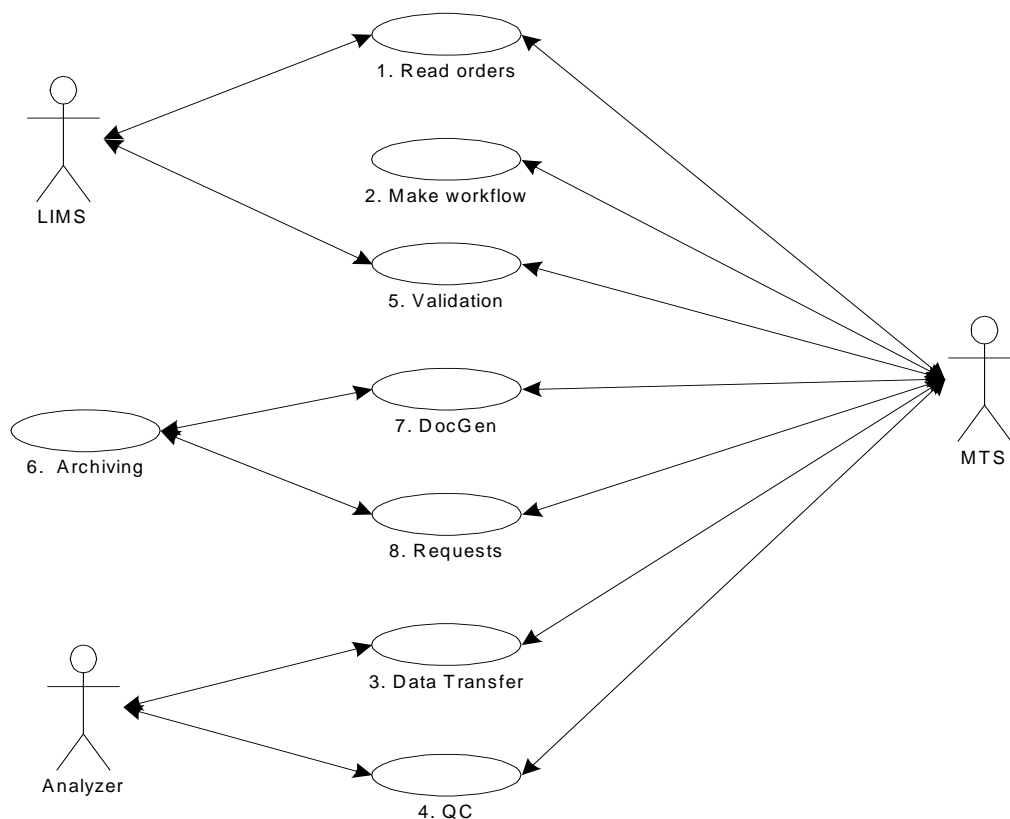 1. Read orders
LIMS
2. Make workflow
5. Validation
7. DocGen
6. Archiving
MTS
8. Requests
3. Data Transfer
Analyzer
4. QC